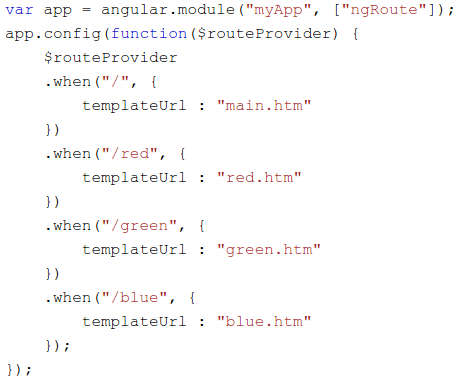 var app = angular.module("myApp", ["ngRoute"]);
app.config(function($routeProvider) {
    $routeProvider
    .when("/", {
        templateUrl : "main.htm"
    })
    .when("/red", {
        templateUrl : "red.htm"
    })
    .when("/green", {
        templateUrl : "green.htm"
    })
    .when("/blue", {
        templateUrl : "blue.htm"
    });
});